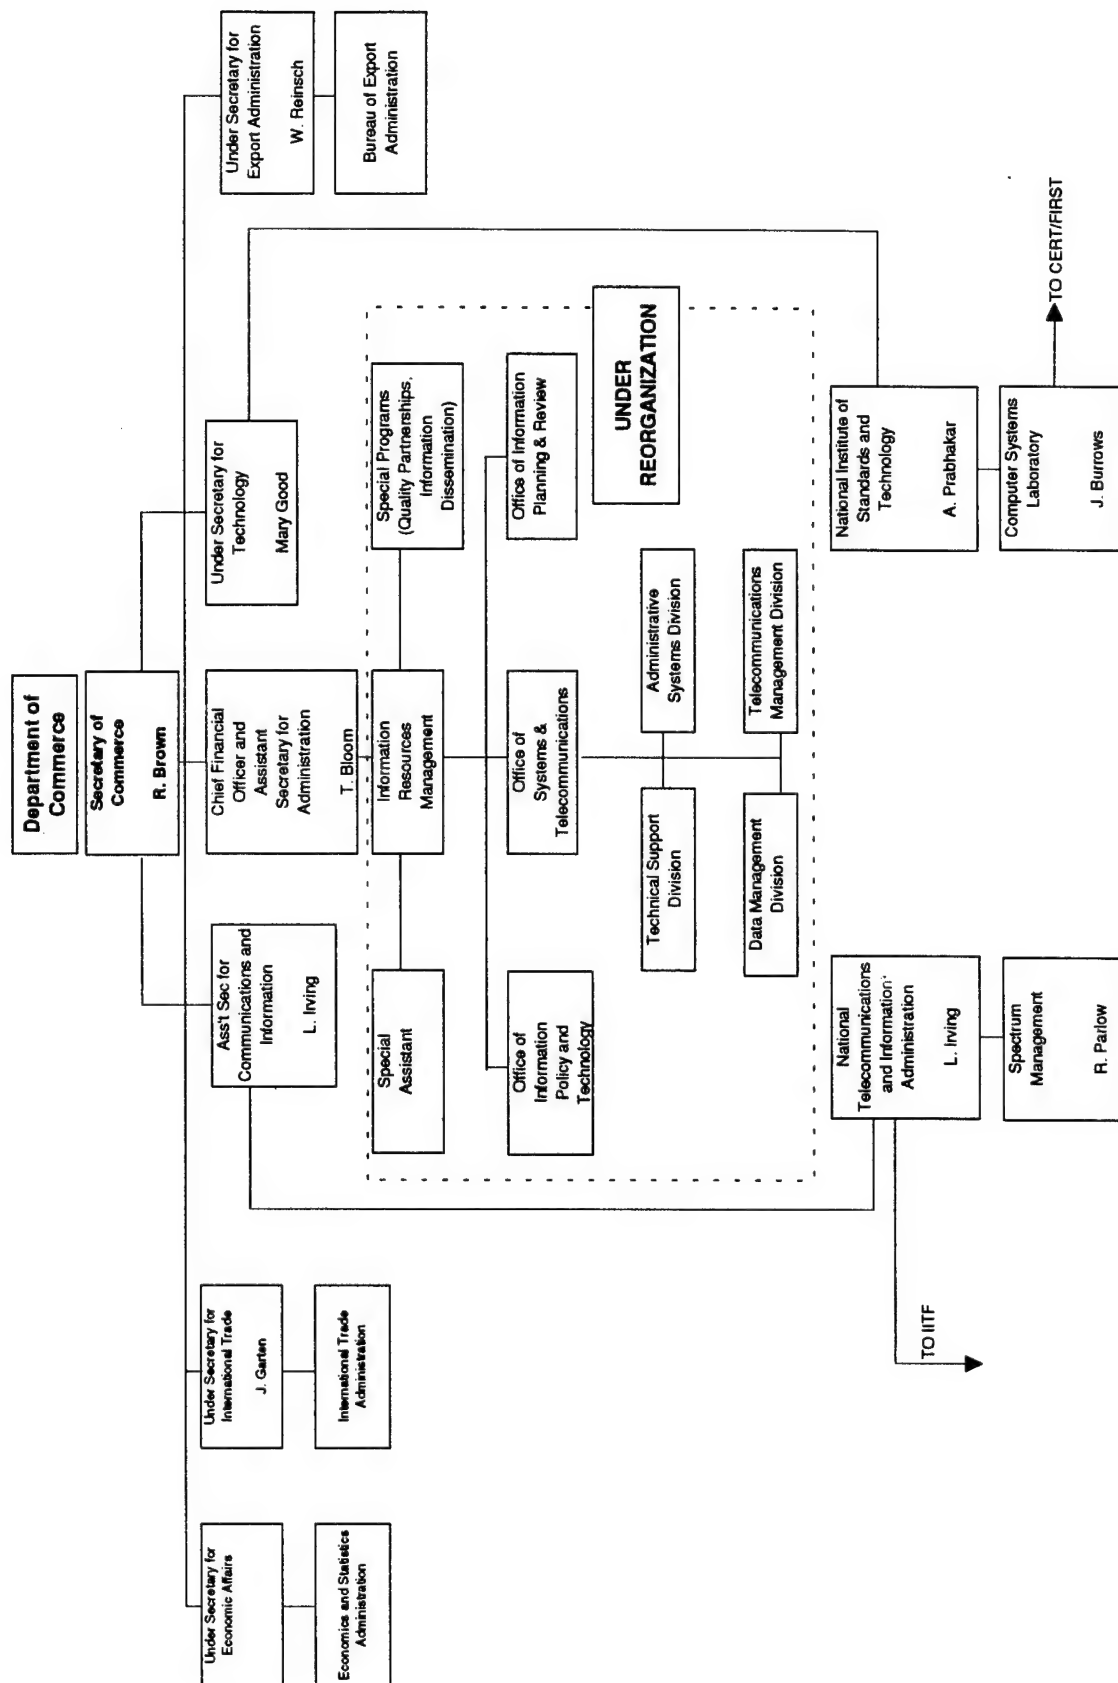 Department of
Commerce
Secretary of
Commerce
R. Brown
Under Secretary for
Economic Affairs
Economics and Statistics
Administration
Under Secretary for
International Trade
J. Garten
International Trade
Administration
Ass't Sec for
Communications and
Information
L. Irving
Chief Financial
Officer and
Assistant
Secretary for
Administration
T. Bloom
Under Secretary for
Technology
Mary Good
Under Secretary for
Export Administration
W. Reinsch
Bureau of Export
Administration
Special
Assistant
Information
Resources
Management
Special Programs
(Quality Partnerships,
Information
Dissemination)
Office of
Information
Policy and
Technology
Office of
Systems &
Telecommunications
Office of Information
Planning & Review
UNDER
REORGANIZATION
Technical Support
Division
Administrative
Systems Division
Data Management
Division
Telecommunications
Management Division
National
Telecommunications
and Information
Administration
L. Irving
Spectrum
Management
R. Parlow
TO IITF
National Institute of
Standards and
Technology
A. Prabhakar
Computer Systems
Laboratory
J. Burrows
TO CERT/FIRST